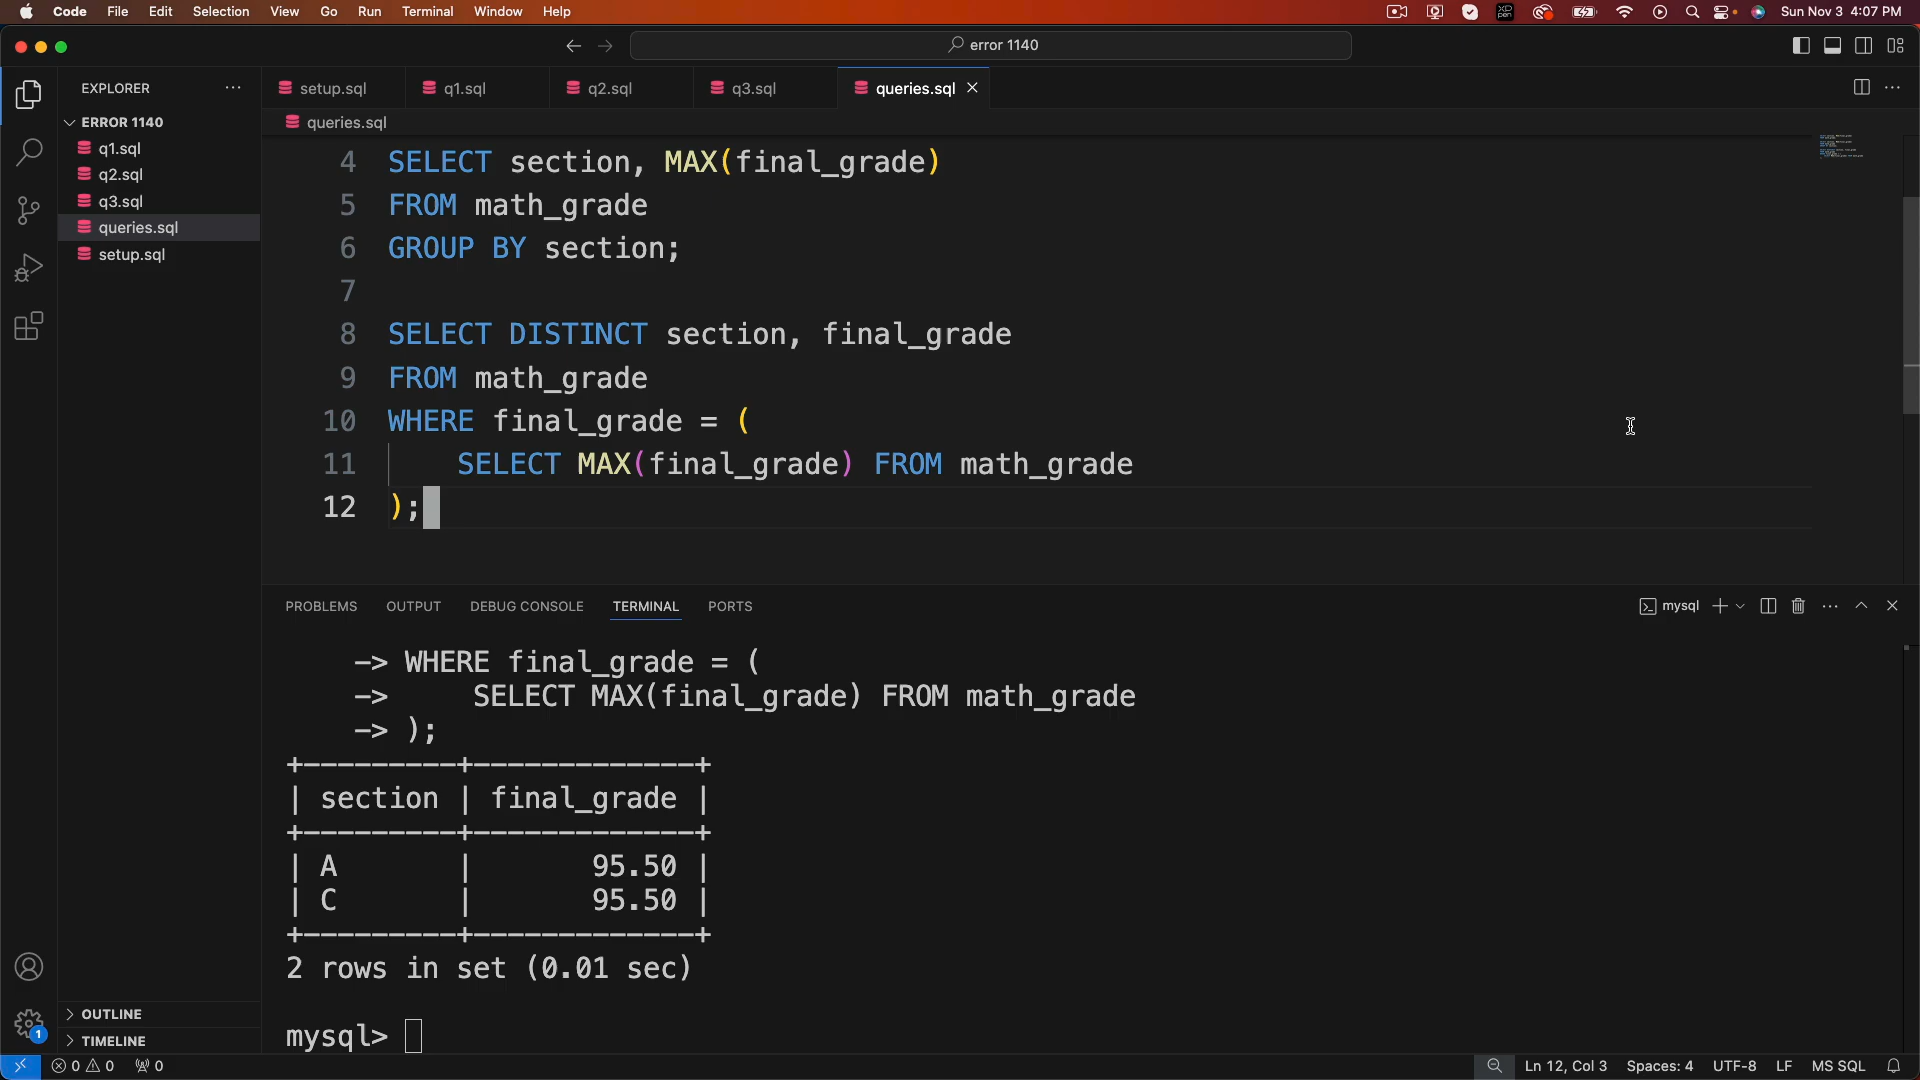 Code File Edit Selection View Go Run Terminal Window Help Sun Nov 3 4:07 PM
error 1140
EXPLORER
setup.sql q1.sql q2.sql q3.sql queries.sql
ERROR 1140
q1.sql
q2.sql
q3.sql
queries.sql
setup.sql
queries.sql
4 SELECT section, MAX(final_grade)
5 FROM math_grade
6 GROUP BY section;
7
8 SELECT DISTINCT section, final_grade
9 FROM math_grade
10 WHERE final_grade = (
11 SELECT MAX(final_grade) FROM math_grade
12 );
PROBLEMS OUTPUT DEBUG CONSOLE TERMINAL PORTS mysql
-> WHERE final_grade = (
-> SELECT MAX(final_grade) FROM math_grade
-> );
+---------+-------------+
| section | final_grade |
+---------+-------------+
| A | 95.50 |
| C | 95.50 |
+---------+-------------+
2 rows in set (0.01 sec)
mysql>
OUTLINE
TIMELINE
1
0 0 0 Ln 12, Col 3 Spaces: 4 UTF-8 LF MS SQL